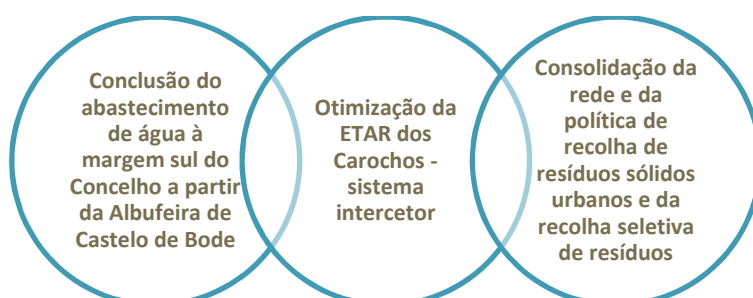 Conclusão do
abastecimento
de água à
margem sul do
Concelho a partir
da Albufeira de
Castelo de Bode
Otimização da
ETAR dos
Carochos -
sistema
intercetor
Consolidação da
rede e da
política de
recolha de
resíduos sólidos
urbanos e da
recolha seletiva
de resíduos